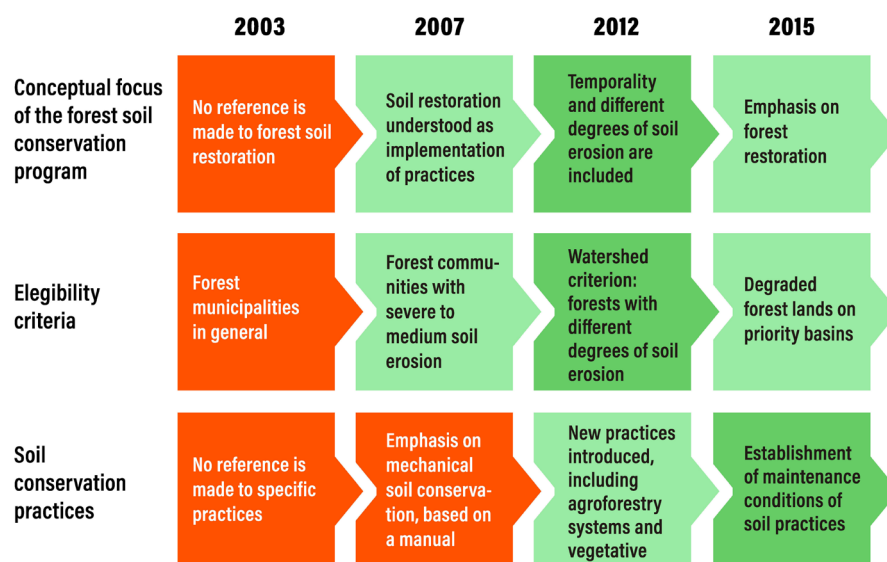 2003 2007 2012 2015
Conceptual focus
of the forest soil
conservation
program
No reference is
made to forest soil
restoration
Soil restoration
understood as
implementation
of practices
Temporality
and different
degrees of soil
erosion are
included
Emphasis on
forest
restoration
Elegibility
criteria
Forest
municipalities
in general
Forest commu-
nities with
severe to
medium soil
erosion
Watershed
criterion:
forests with
different
degrees of soil
erosion
Degraded
forest lands on
priority basins
Soil
conservation
practices
No reference is
made to specific
practices
Emphasis on
mechanical
soil conserva-
tion, based on
a manual
New practices
introduced,
including
agroforestry
systems and
vegetative
Establishment
of maintenance
conditions of
soil practices